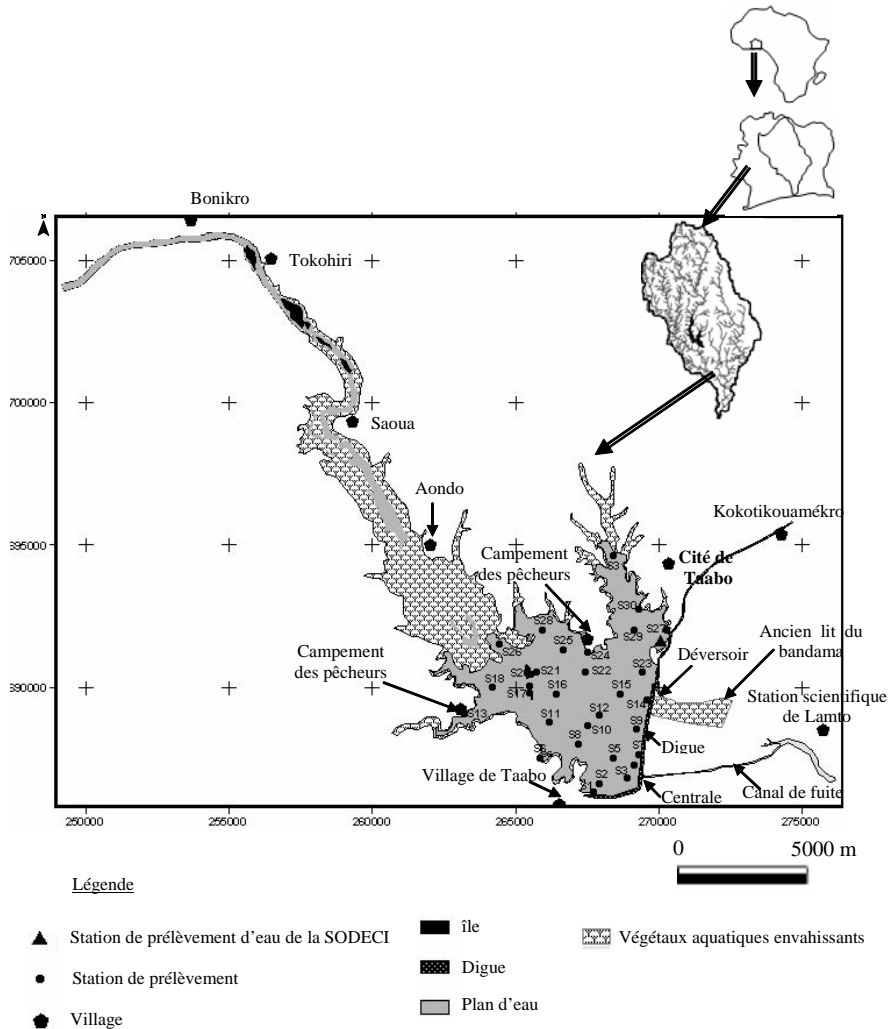 Bonikro
Tokohiri
705000
700000
Saoua
Aondo
Kokotikouamékro
695000
Campement
des pêcheurs
Cité de
Taabo
S3
S30
S28
S29
S27
S25
S26
S24
Ancien lit du
bandama
Campement
des pêcheurs
Déversoir
S23
S21
S22
S18
S17
S16
S15
690000
Station scientifique
de Lamto
S13
S14
S12
S11
S10
S9
S8
Digue
S5
Village de Taabo
S2
S3
S1
Centrale
Canal de fuite
250000
255000
260000
265000
270000
275000
0 5000 m
Légende
Station de prélèvement d'eau de la SODECI
Station de prélèvement
Village
île
Digue
Plan d'eau
Végétaux aquatiques envahissants